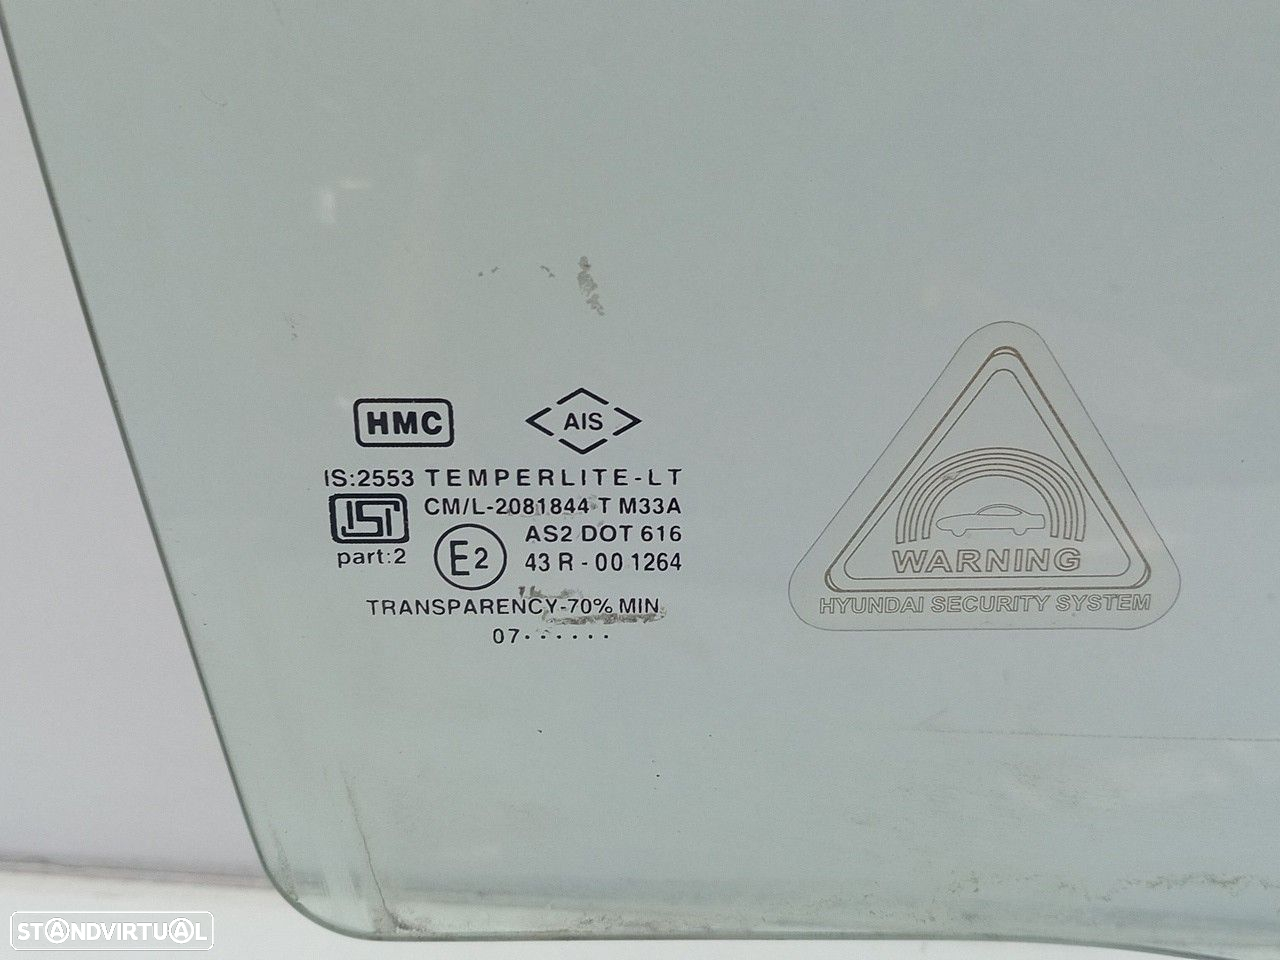 HMC AIS
IS:2553 TEMPERLITE-LT
ISI CM/L-2081844 T M33A
AS2 DOT 616
part:2 E2 43 R - 00 1264
TRANSPARENCY-70% MIN
07······
WARNING
HYUNDAI SECURITY SYSTEM
STANDVIRTUAL